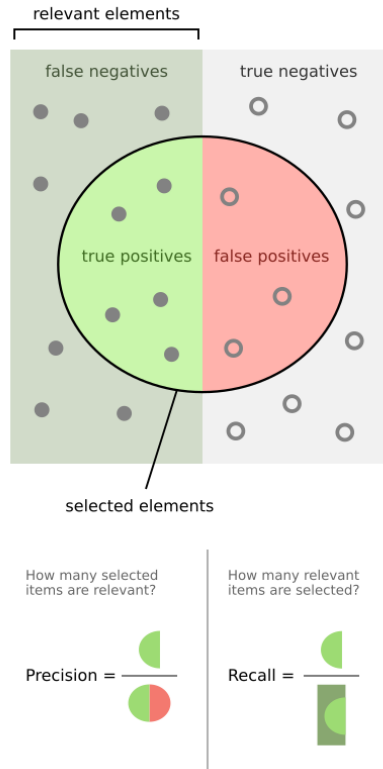 relevant elements
false negatives
true negatives
true positives
false positives
selected elements
How many selected
items are relevant?
How many relevant
items are selected?
Precision =
Recall =